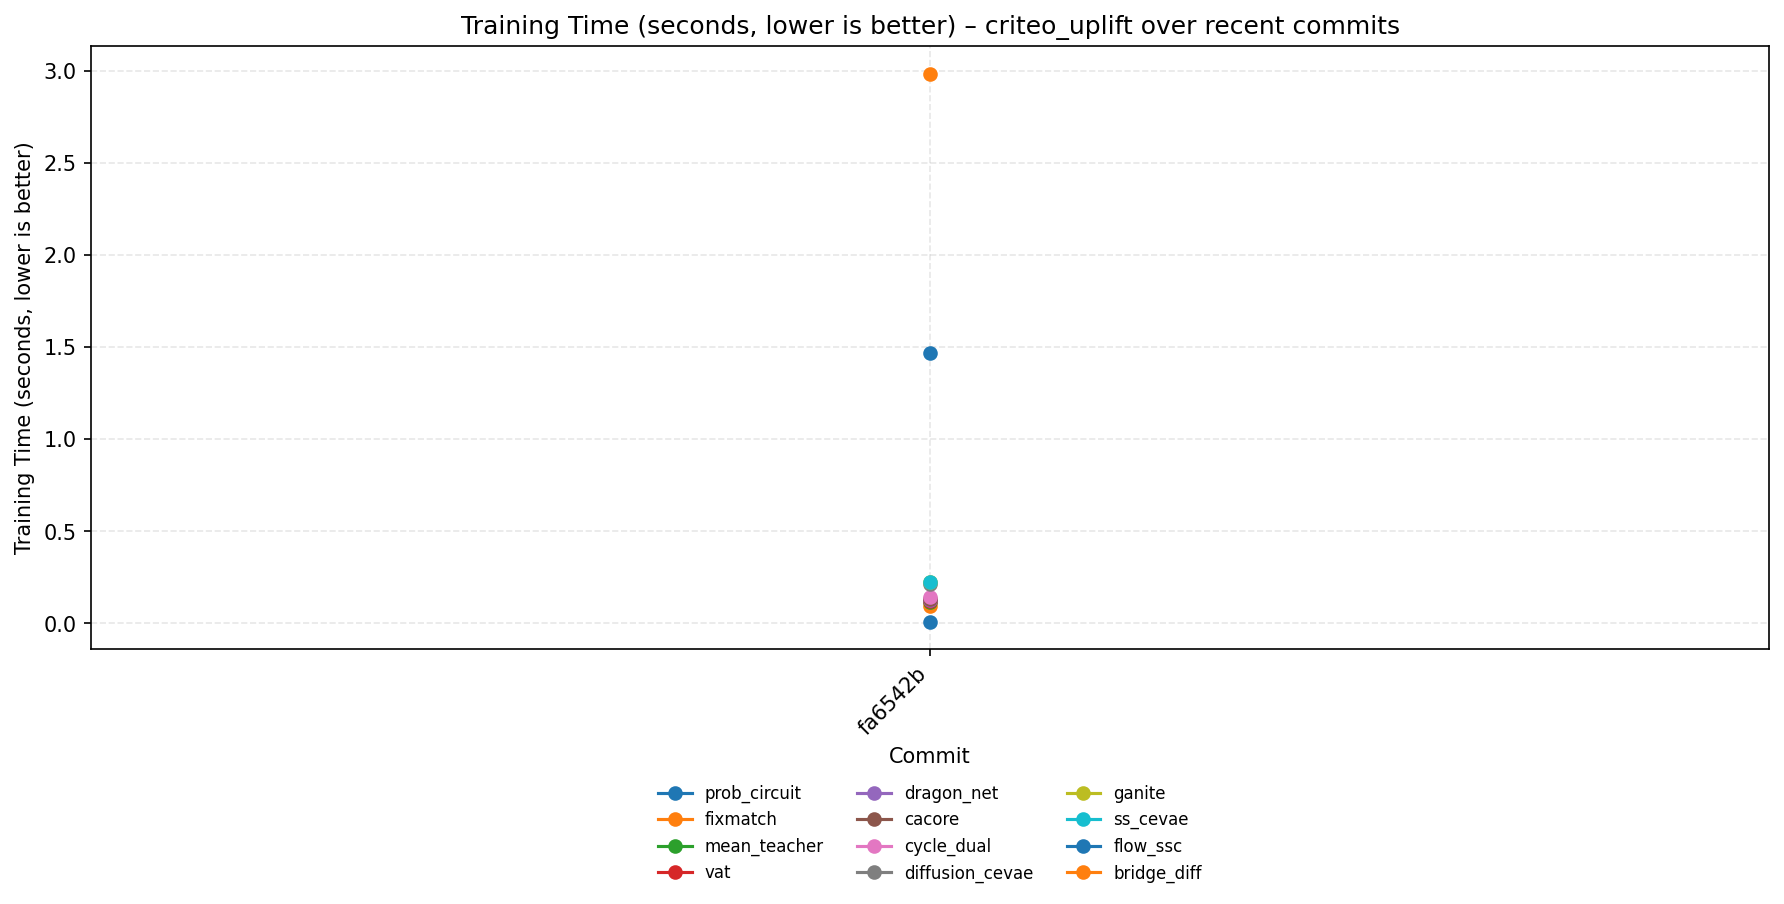 Training Time (seconds, lower is better) – criteo_uplift over recent commits
Training Time (seconds, lower is better)
3.0
2.5
2.0
1.5
1.0
0.5
0.0
fa6542b
Commit
prob_circuit
fixmatch
mean_teacher
vat
dragon_net
cacore
cycle_dual
diffusion_cevae
ganite
ss_cevae
flow_ssc
bridge_diff